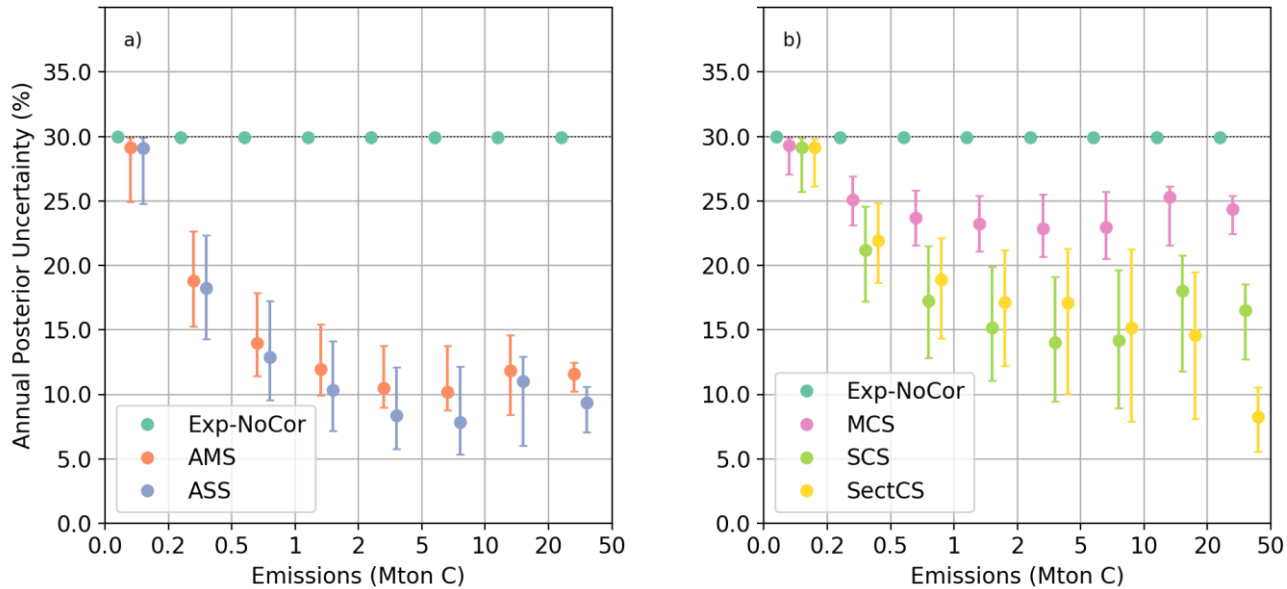 a)
Annual Posterior Uncertainty (%)
35.0
30.0
25.0
20.0
15.0
10.0
5.0
0.0
Exp-NoCor
AMS
ASS
0.0 0.2 0.5 1 2 5 10 20 50
Emissions (Mton C)
b)
35.0
30.0
25.0
20.0
15.0
10.0
5.0
0.0
Exp-NoCor
MCS
SCS
SectCS
0.0 0.2 0.5 1 2 5 10 20 50
Emissions (Mton C)